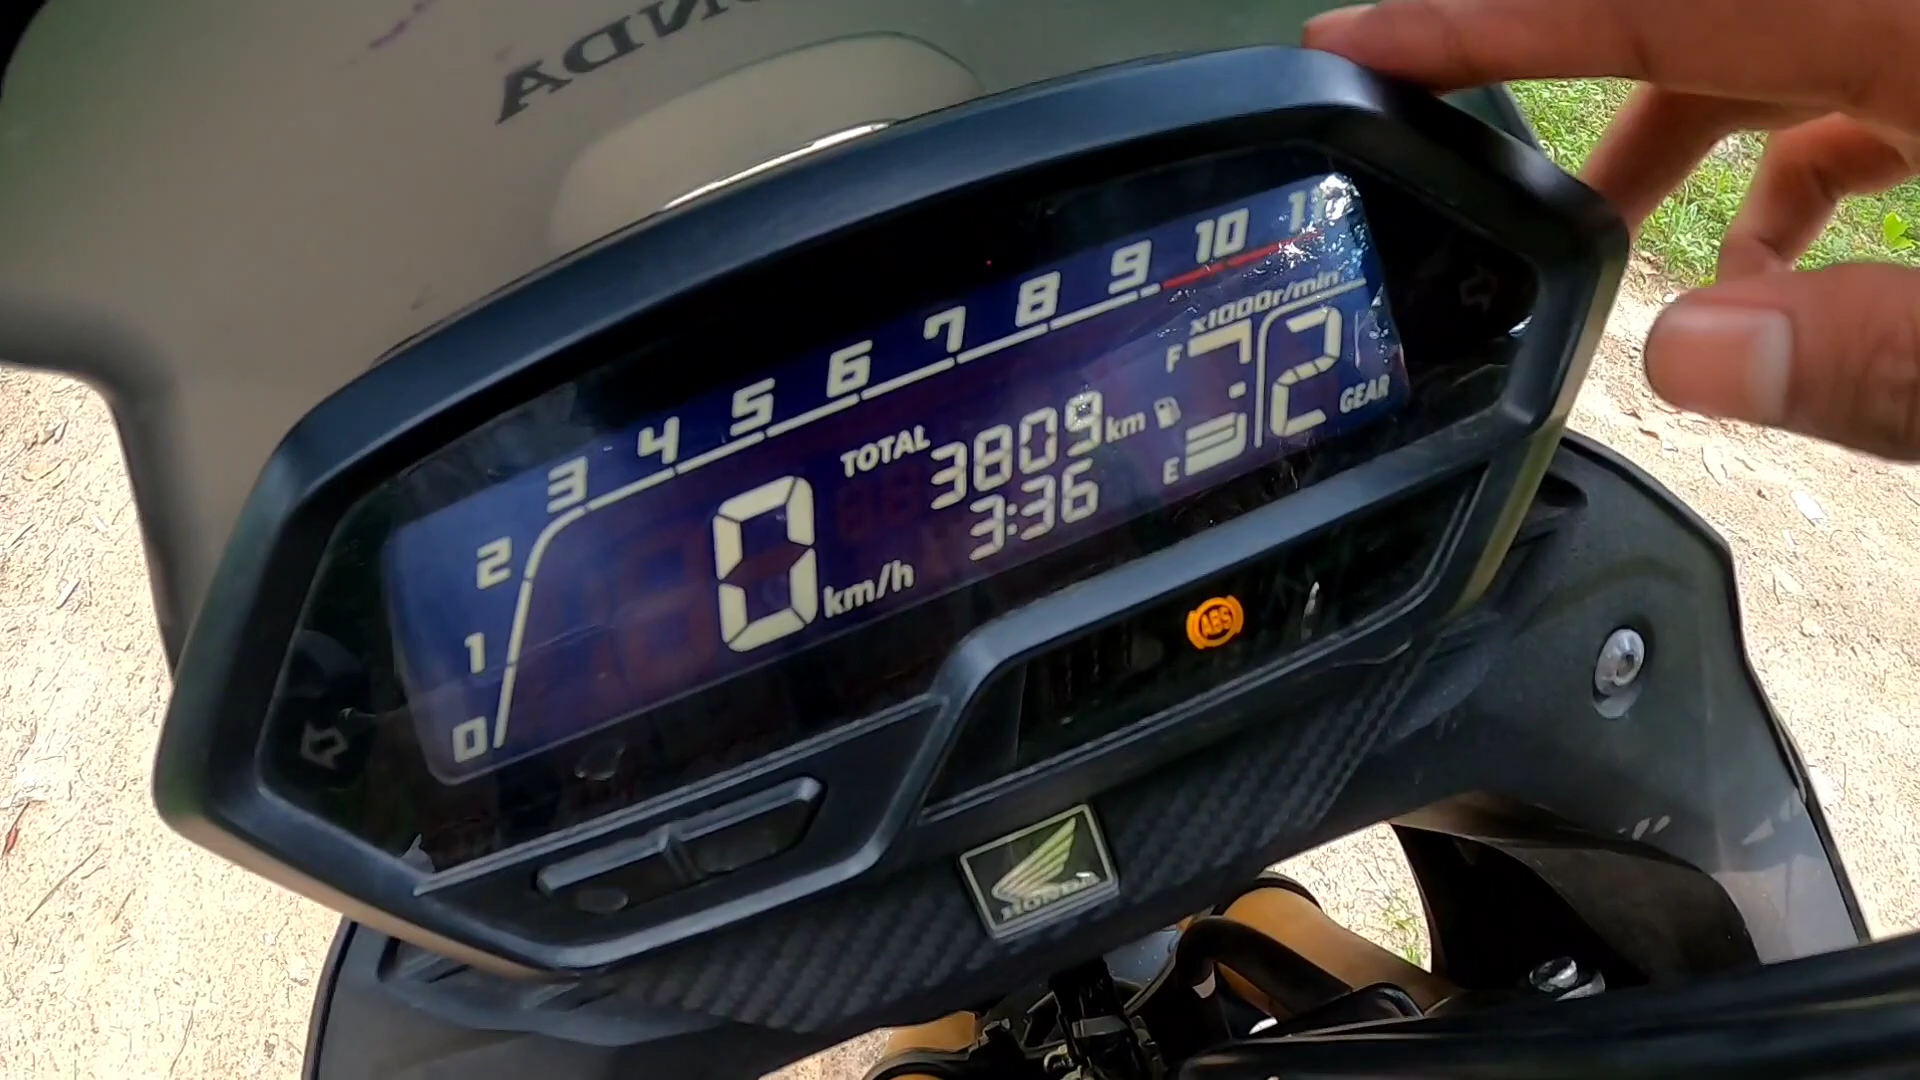 HONDA
0 1 2 3 4 5 6 7 8 9 10 11
x1000r/min
TOTAL 3809 km
3:36
0 km/h
F
E
2
GEAR
ABS
HONDA